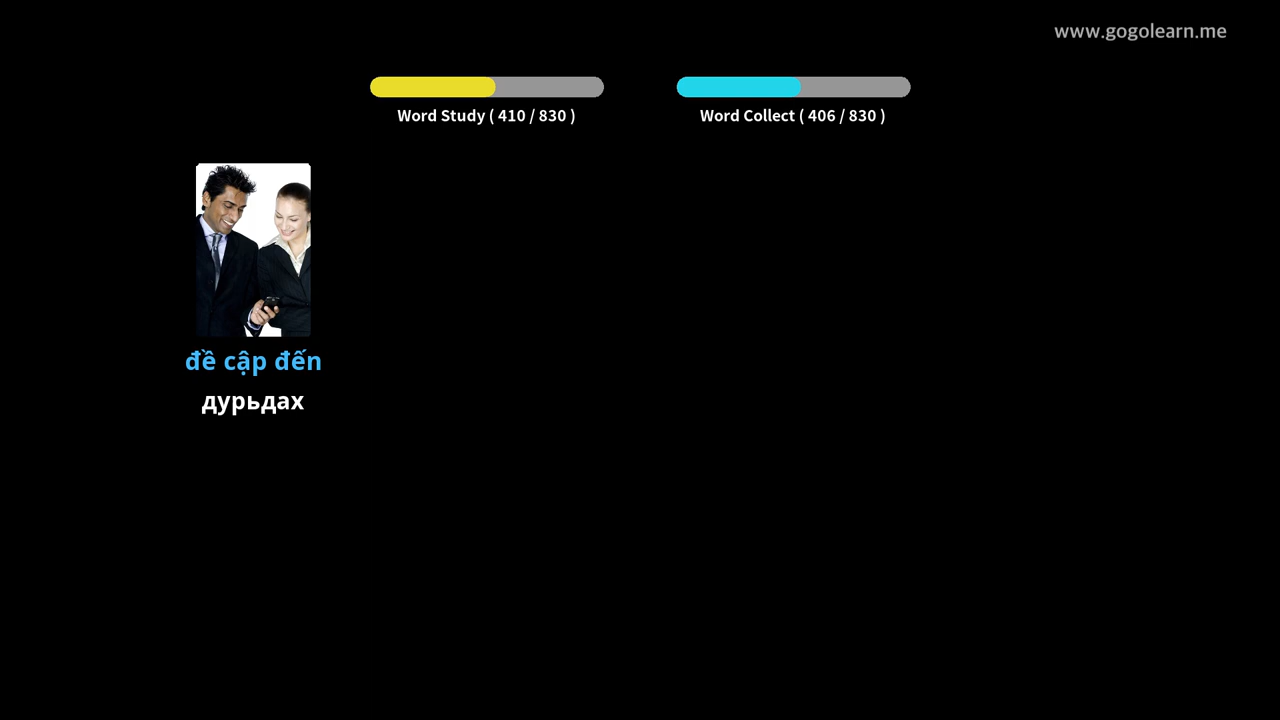 www.gogolearn.me
Word Study ( 410 / 830 )
Word Collect ( 406 / 830 )
đề cập đến
дурьдах